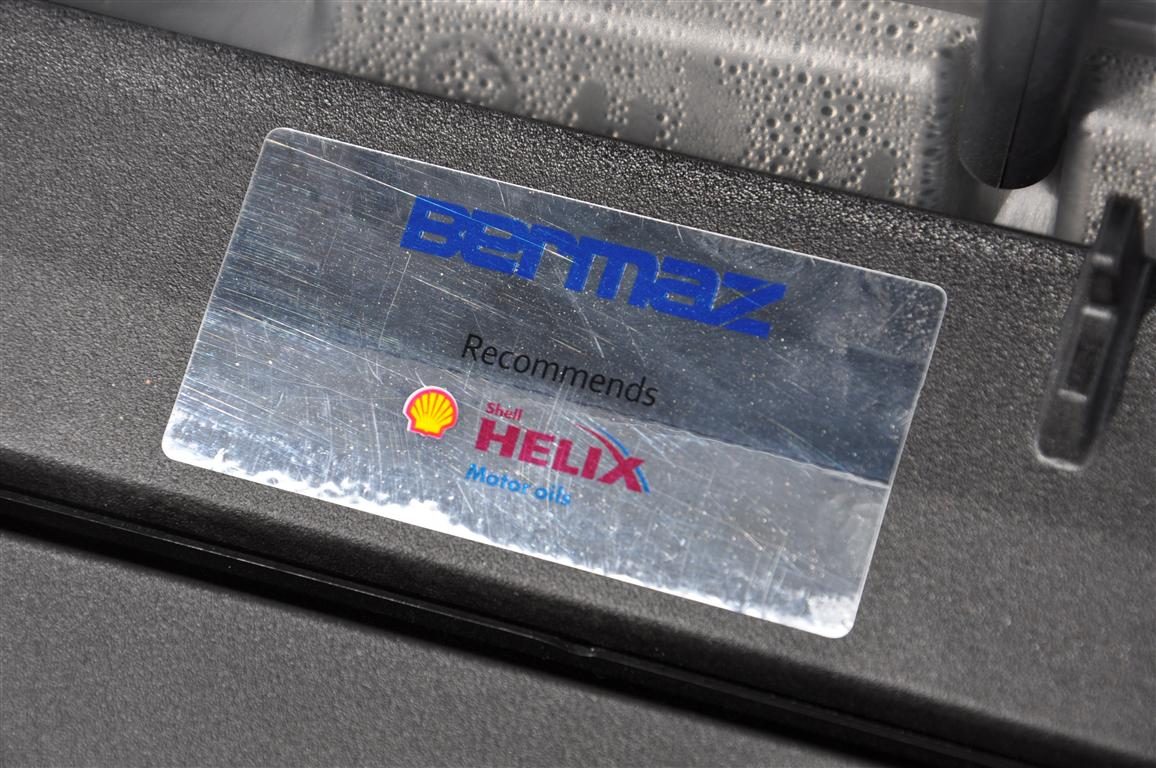 Bermaz
Recommends
Shell
HELIX
Motor oils